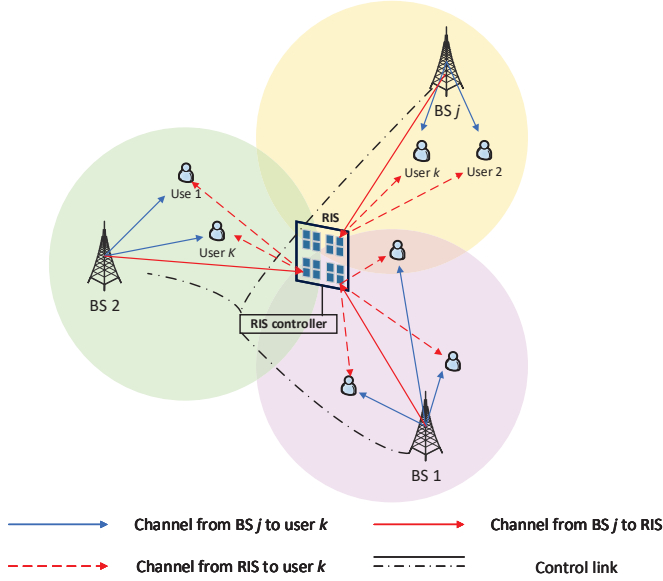 BS j
User k
User 2
Use 1
RIS
User K
BS 2
RIS controller
BS 1
Channel from BS j to user k
Channel from BS j to RIS
Channel from RIS to user k
Control link